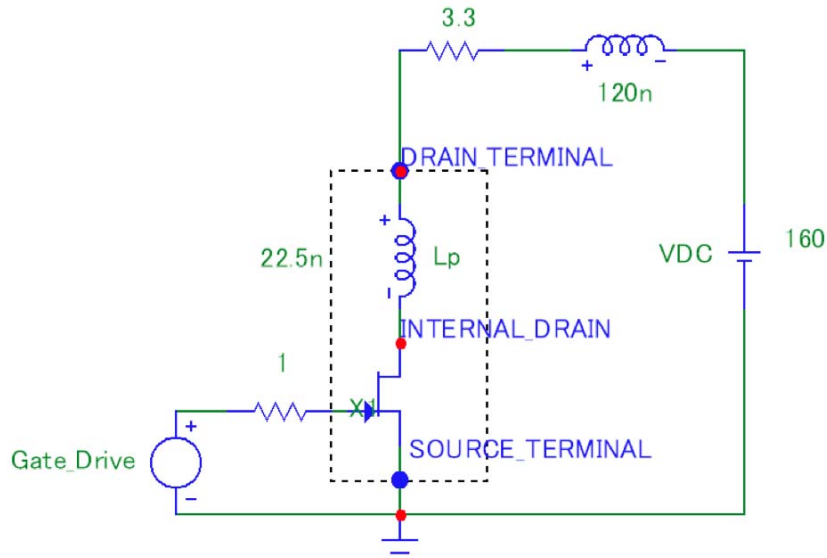 3.3
+
-
120n
DRAIN_TERMINAL
+
22.5n
Lp
-
VDC
160
INTERNAL_DRAIN
1
X1
+
Gate_Drive
-
SOURCE_TERMINAL